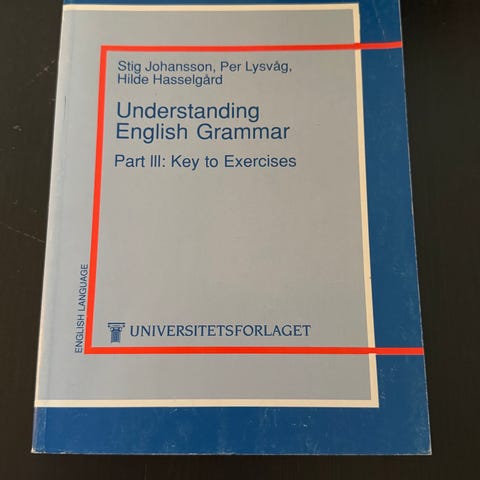 Stig Johansson, Per Lysvåg,
Hilde Hasselgård
Understanding
English Grammar
Part III: Key to Exercises
ENGLISH LANGUAGE
UNIVERSITETSFORLAGET